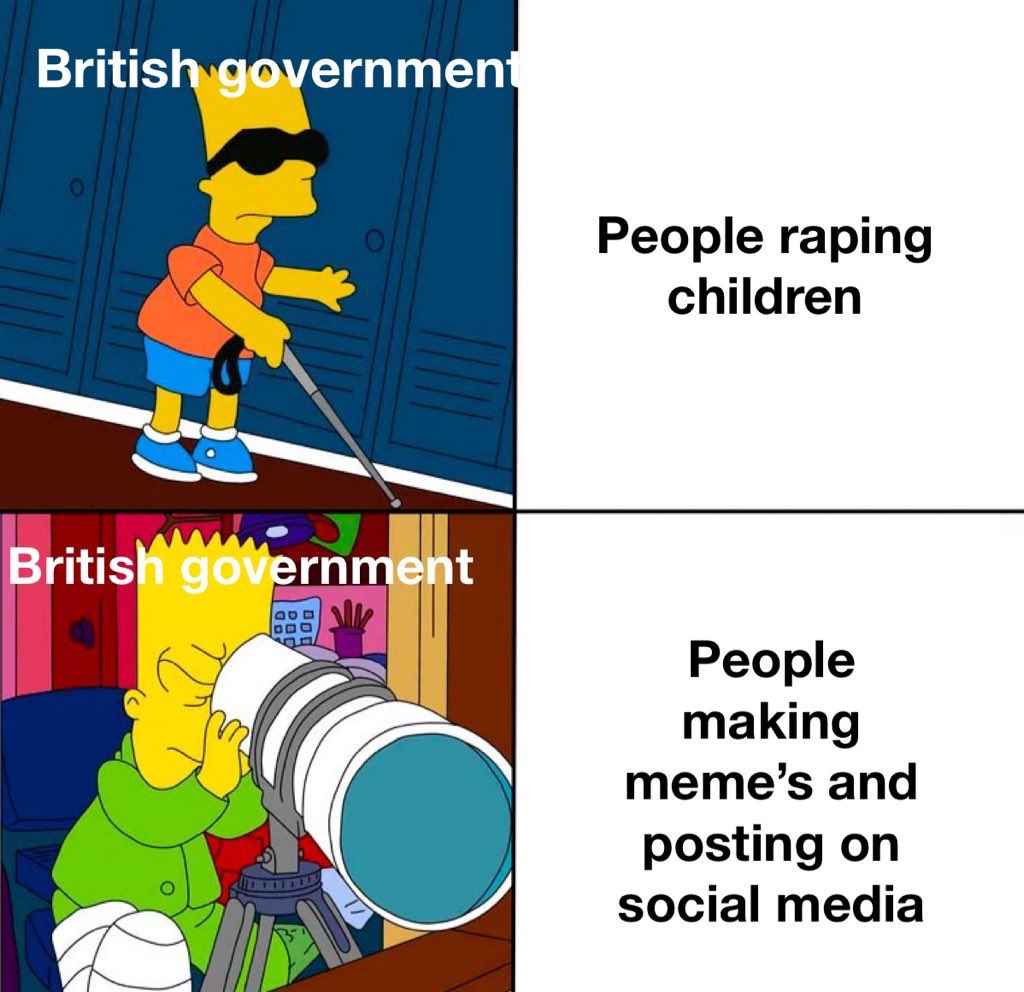 British government
People raping
children
British government
People
making
meme's and
posting on
social media